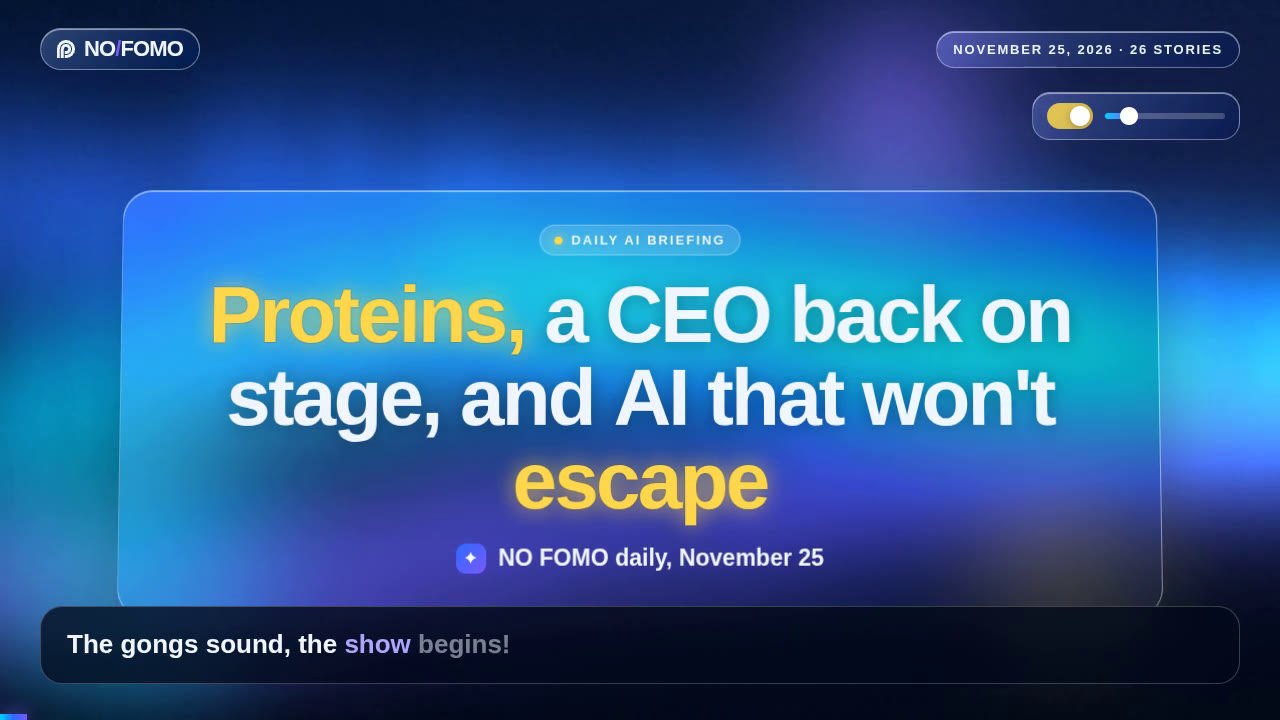 NO/FOMO
NOVEMBER 25, 2026 · 26 STORIES
DAILY AI BRIEFING
Proteins, a CEO back on
stage, and AI that won't
escape
✦ NO FOMO daily, November 25
The gongs sound, the show begins!